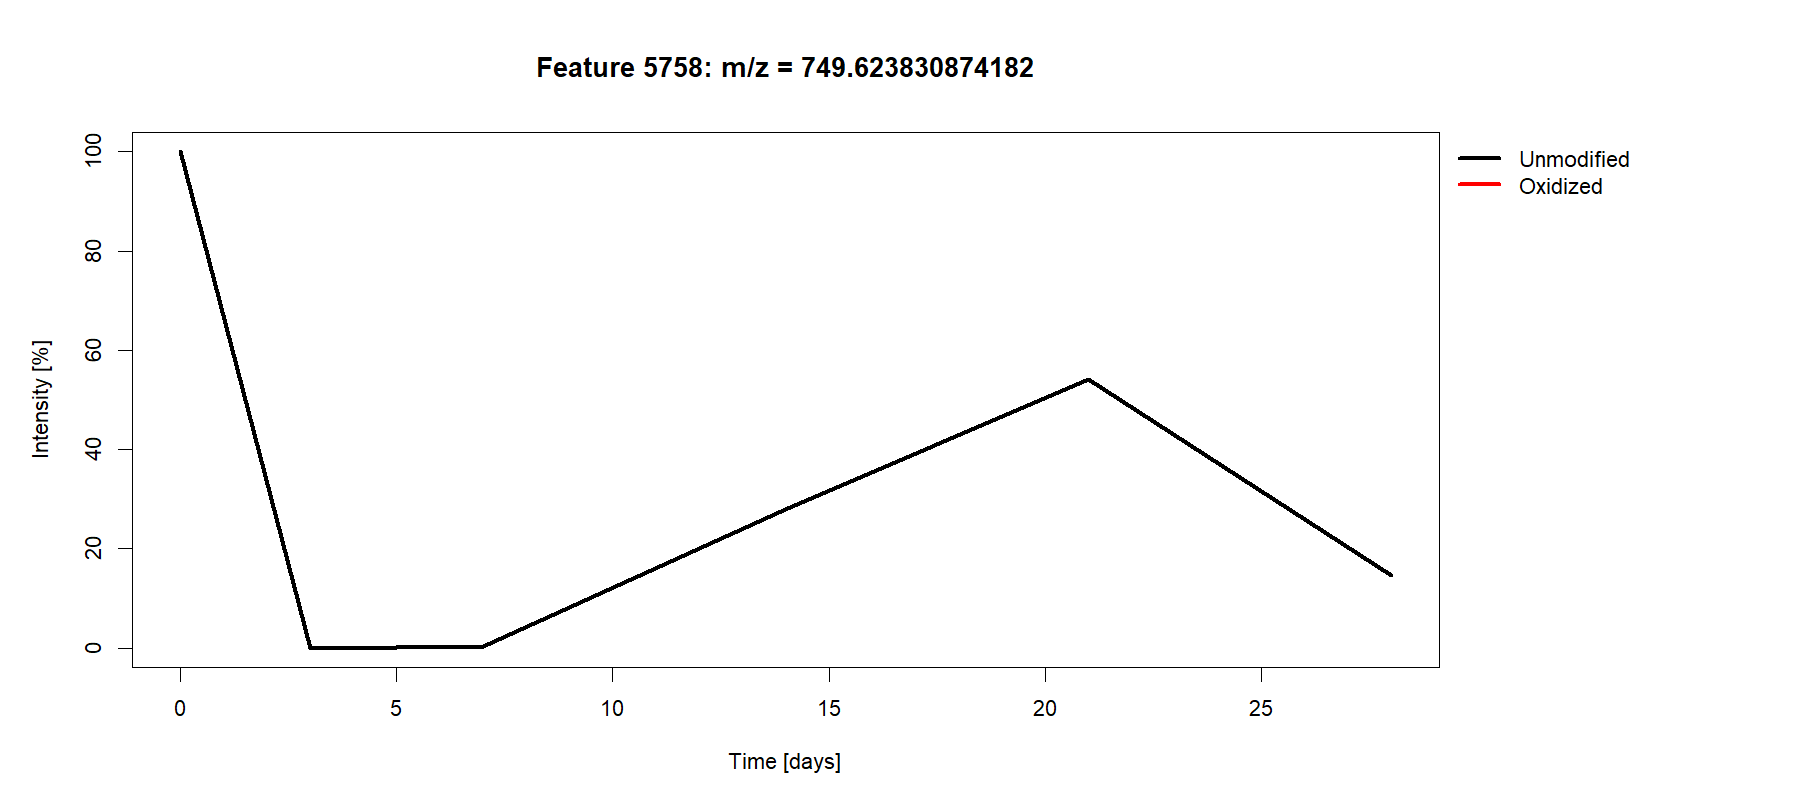 Feature 5758: m/z = 749.623830874182
Unmodified
Oxidized
Intensity [%]
100
80
60
40
20
0
0 5 10 15 20 25
Time [days]